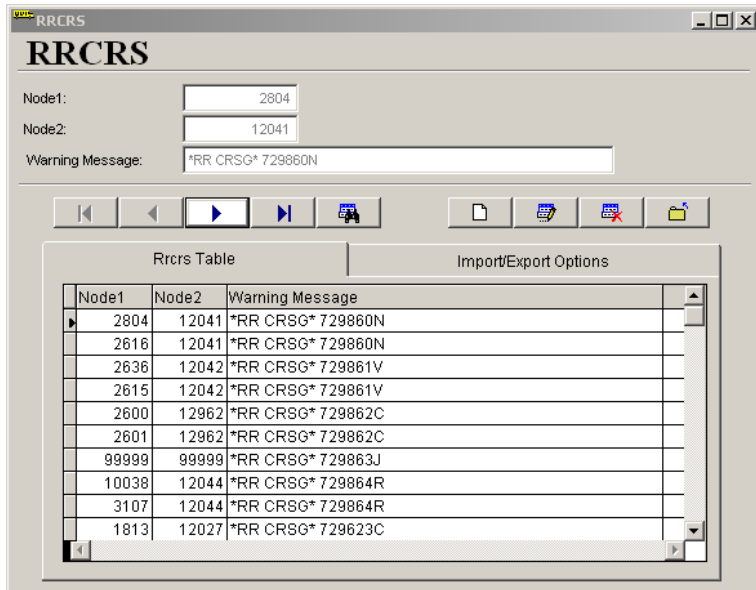 RRCRS
RRCRS
Node1: 2804
Node2: 12041
Warning Message: *RR CRSG* 729860N
Rrcrs Table Import/Export Options
Node1 Node2 Warning Message
2804 12041 *RR CRSG* 729860N
2616 12041 *RR CRSG* 729860N
2636 12042 *RR CRSG* 729861V
2615 12042 *RR CRSG* 729861V
2600 12962 *RR CRSG* 729862C
2601 12962 *RR CRSG* 729862C
99999 99999 *RR CRSG* 729863J
10038 12044 *RR CRSG* 729864R
3107 12044 *RR CRSG* 729864R
1813 12027 *RR CRSG* 729623C